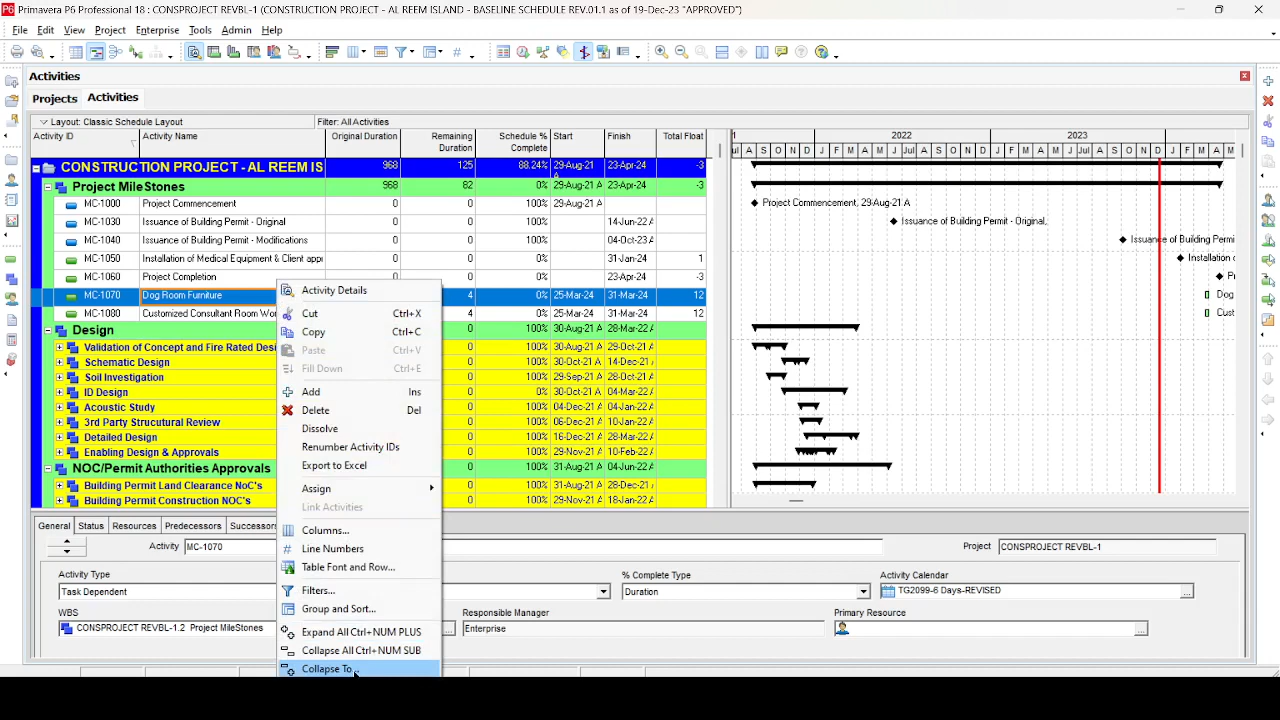 Primavera P6 Professional 18 : CONSPROJECT REVBL-1 (CONSTRUCTION PROJECT - AL REEM ISLAND - BASELINE SCHEDULE REV.01.1 as of 19-Dec-23 "APPROVED")
File Edit View Project Enterprise Tools Admin Help
Activities
Projects Activities
Layout: Classic Schedule Layout Filter: All Activities
Activity ID Activity Name Original Duration Remaining Duration Schedule % Complete Start Finish Total Float 2022 2023
J A S O N D J F M A M J Jul A S O N D J F M A M J Jul A S O N D J F M A M
CONSTRUCTION PROJECT - AL REEM IS 968 125 88.24% 29-Aug-21 A 23-Apr-24 -3
Project MileStones 968 82 0% 29-Aug-21 A 23-Apr-24 -3
MC-1000 Project Commencement 0 0 100% 29-Aug-21 A Project Commencement, 29-Aug-21 A
MC-1030 Issuance of Building Permit - Original 0 0 100% 14-Jun-22 A Issuance of Building Permit - Original,
MC-1040 Issuance of Building Permit - Modifications 0 0 100% 04-Oct-23 A Issuance of Building Permi
MC-1050 Installation of Medical Equipment & Client appr 0 0 0% 31-Jan-24 1 Installation
MC-1060 Project Completion 0 0 0% 23-Apr-24 -3 Pr
MC-1070 Dog Room Furniture 4 0% 25-Mar-24 31-Mar-24 12 Dog
MC-1080 Customized Consultant Room Wor 4 0% 25-Mar-24 31-Mar-24 12 Cust
Design 0 100% 30-Aug-21 A 28-Mar-22 A
Validation of Concept and Fire Rated Desi 0 100% 30-Aug-21 A 29-Oct-21 A
Schematic Design 0 100% 30-Oct-21 A 14-Dec-21 A
Soil Investigation 0 100% 29-Sep-21 A 28-Oct-21 A
ID Design 0 0% 30-Oct-21 A 04-Mar-22 A
Acoustic Study 0 100% 04-Dec-21 A 04-Jan-22 A
3rd Party Strucutural Review 0 100% 06-Dec-21 A 10-Jan-22 A
Detailed Design 0 100% 16-Dec-21 A 28-Mar-22 A
Enabling Design & Approvals 0 100% 29-Nov-21 A 10-Feb-22 A
NOC/Permit Authorities Approvals 0 100% 31-Aug-21 A 04-Jun-22 A
Building Permit Land Clearance NoC's 0 100% 31-Aug-21 A 28-Dec-21
Building Permit Construction NOC's 0 100% 29-Nov-21 A 18-Jan-22 A
Activity Details
Cut Ctrl+X
Copy Ctrl+C
Paste Ctrl+V
Fill Down Ctrl+E
Add Ins
Delete Del
Dissolve
Renumber Activity IDs
Export to Excel
Assign
Link Activities
Columns...
Line Numbers
Table Font and Row...
Filters...
Group and Sort...
Expand All Ctrl+NUM PLUS
Collapse All Ctrl+NUM SUB
Collapse To...
General Status Resources Predecessors Successors
Activity MC-1070 Project CONSPROJECT REVBL-1
Activity Type % Complete Type Activity Calendar
Task Dependent Duration TG2099-6 Days-REVISED
WBS Responsible Manager Primary Resource
CONSPROJECT REVBL-1.2 Project MileStones Enterprise